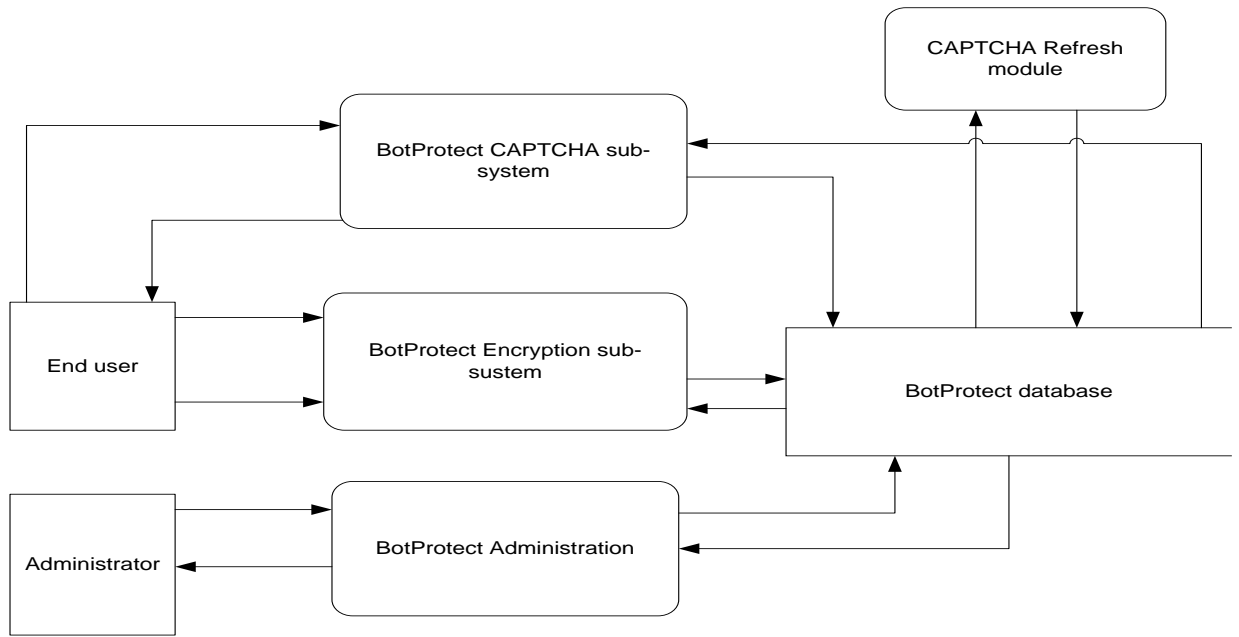 CAPTCHA Refresh
module
BotProtect CAPTCHA sub-
system
BotProtect Encryption sub-
sustem
End user
BotProtect database
BotProtect Administration
Administrator